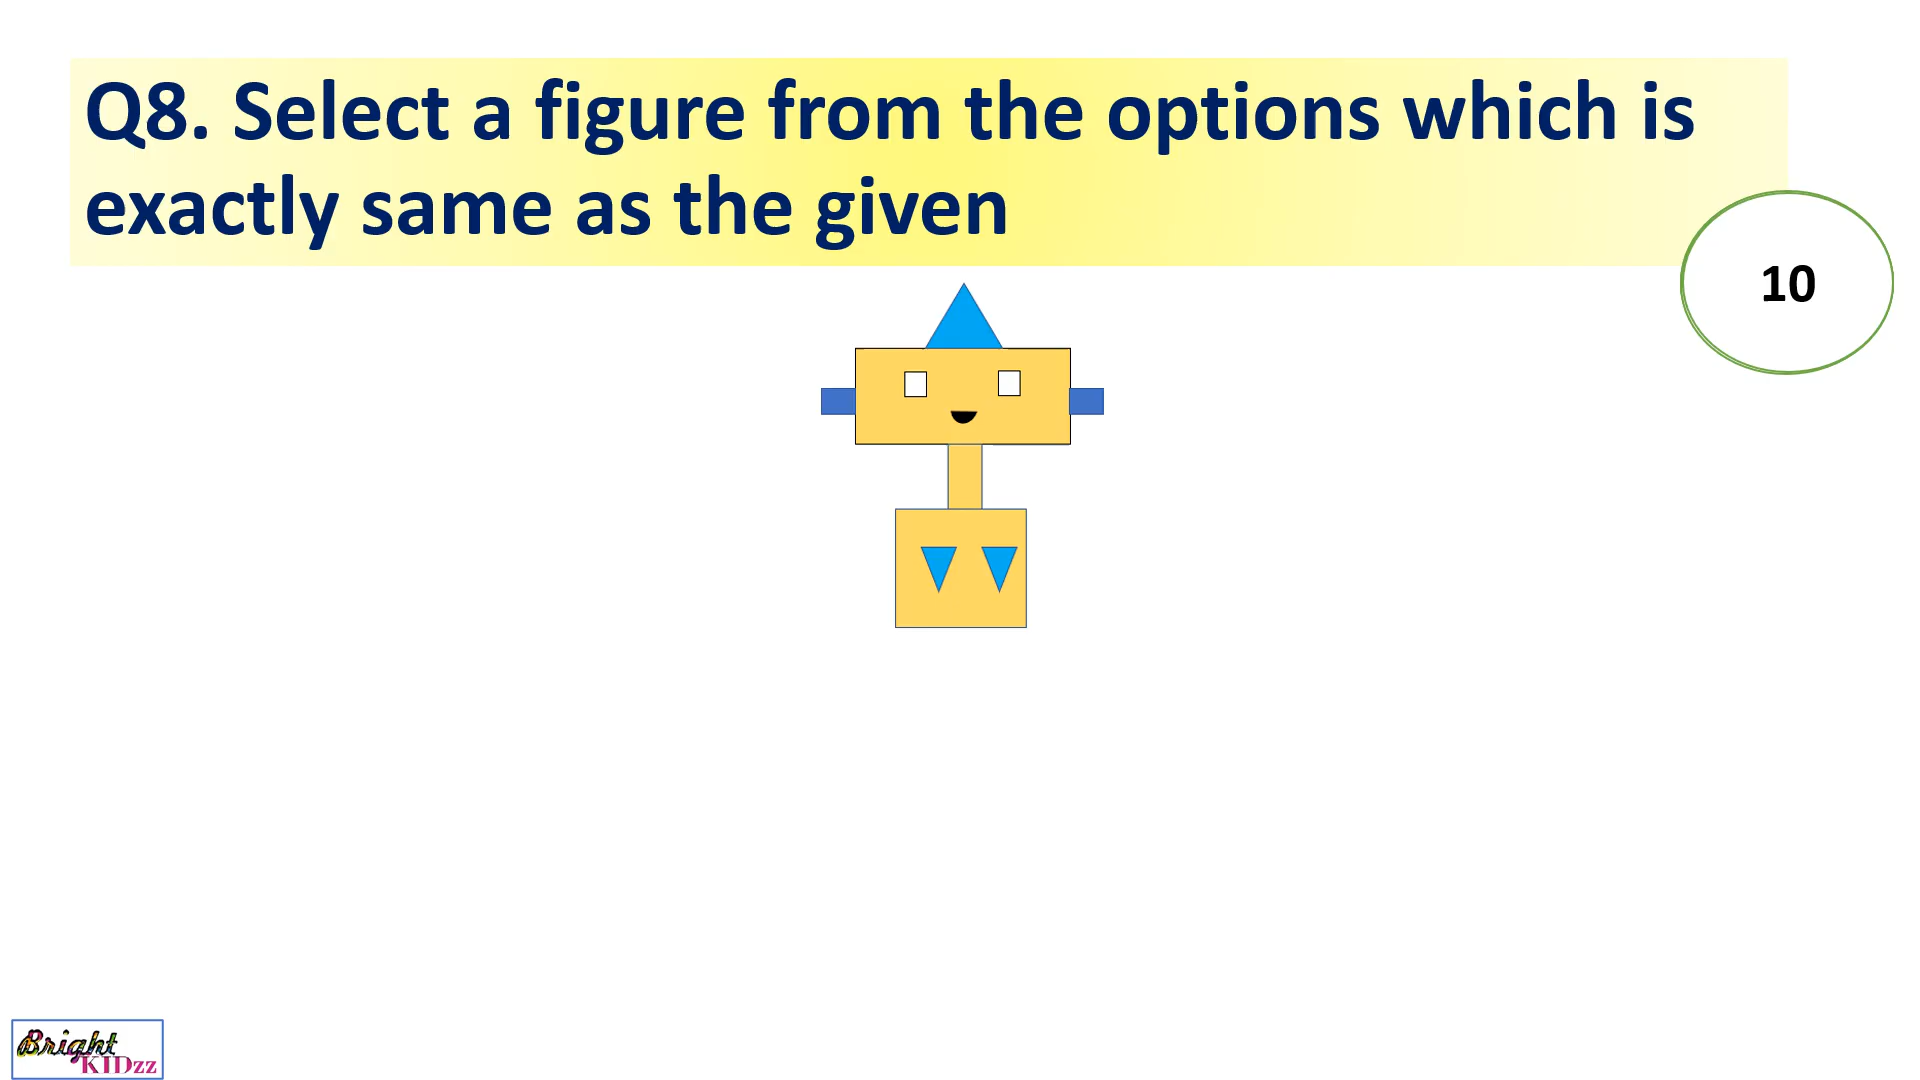 Q8. Select a figure from the options which is
exactly same as the given
10
Bright
KIDzz